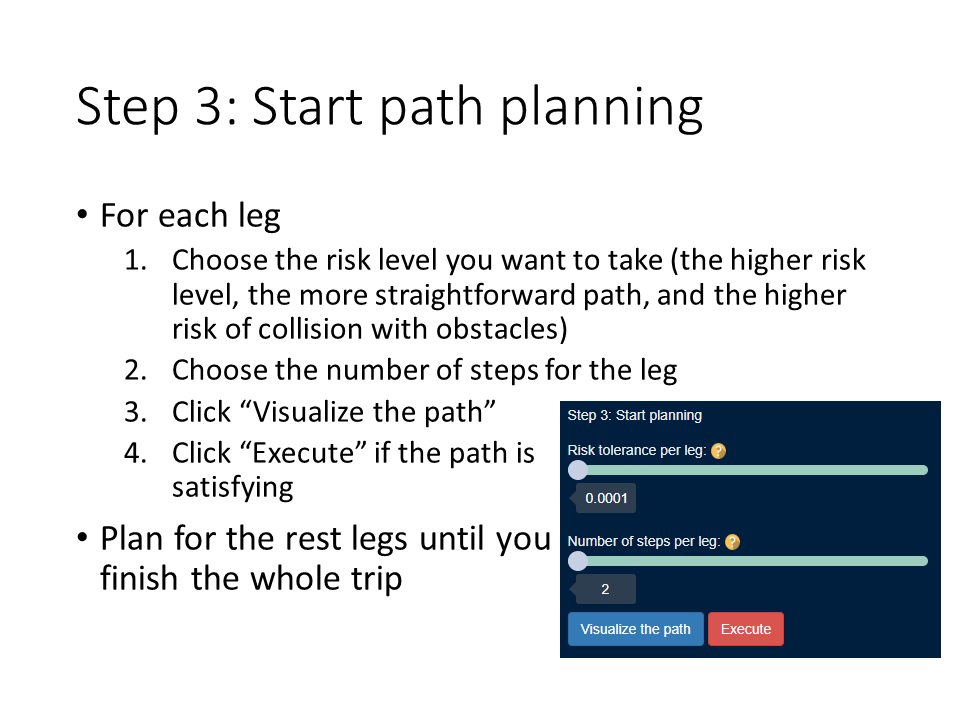 Step 3: Start path planning
• For each leg
1. Choose the risk level you want to take (the higher risk
level, the more straightforward path, and the higher
risk of collision with obstacles)
2. Choose the number of steps for the leg
3. Click “Visualize the path”
4. Click “Execute” if the path is
satisfying
• Plan for the rest legs until you
finish the whole trip
Step 3: Start planning
Risk tolerance per leg: ?
0.0001
Number of steps per leg: ?
2
Visualize the path Execute